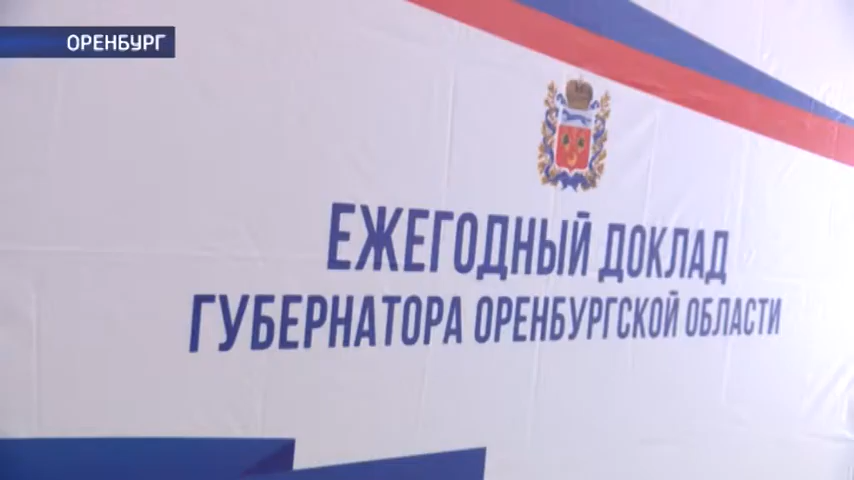 ОРЕНБУРГ
ЕЖЕГОДНЫЙ ДОКЛАД
ГУБЕРНАТОРА ОРЕНБУРГСКОЙ ОБЛАСТИ